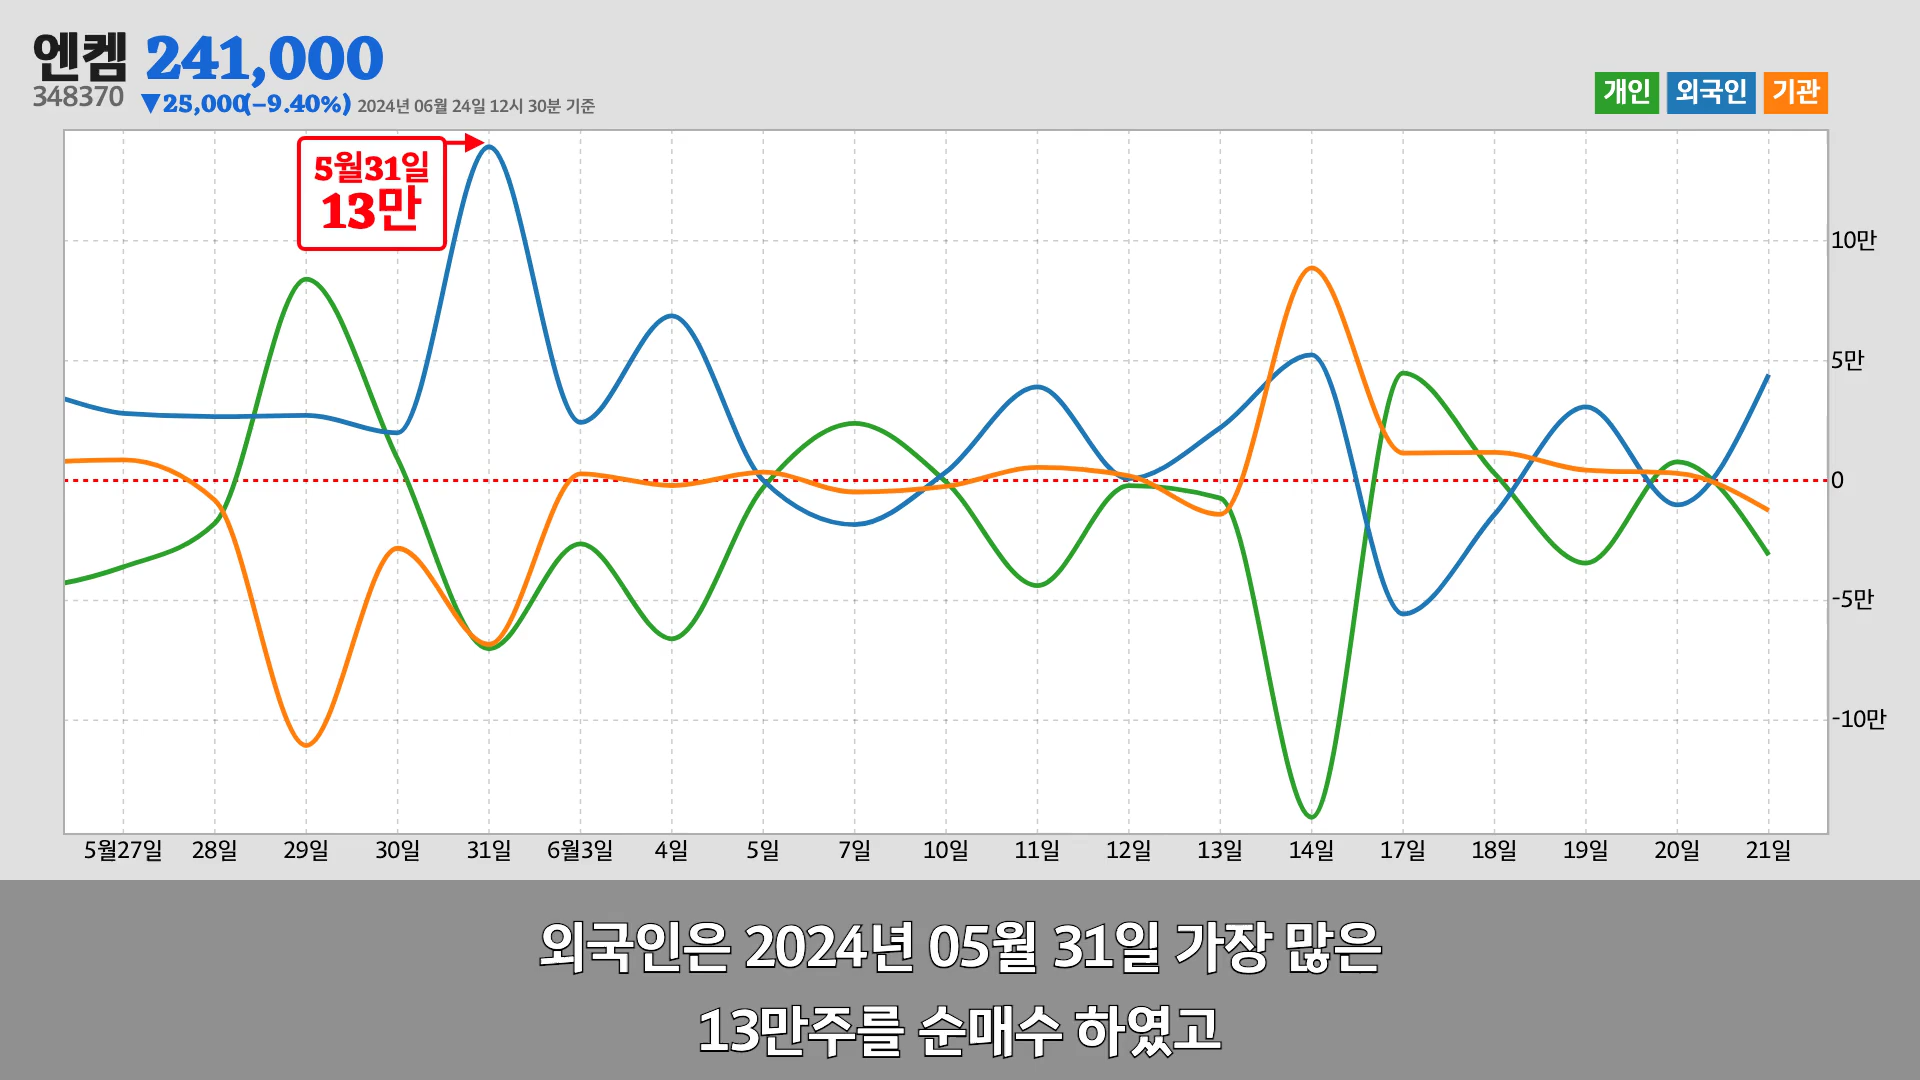 엔켐 241,000
348370 ▼25,000(-9.40%) 2024년 06월 24일 12시 30분 기준
개인 외국인 기관
5월31일
13만
10만
5만
0
-5만
-10만
5월27일 28일 29일 30일 31일 6월3일 4일 5일 7일 10일 11일 12일 13일 14일 17일 18일 19일 20일 21일
외국인은 2024년 05월 31일 가장 많은
13만주를 순매수 하였고